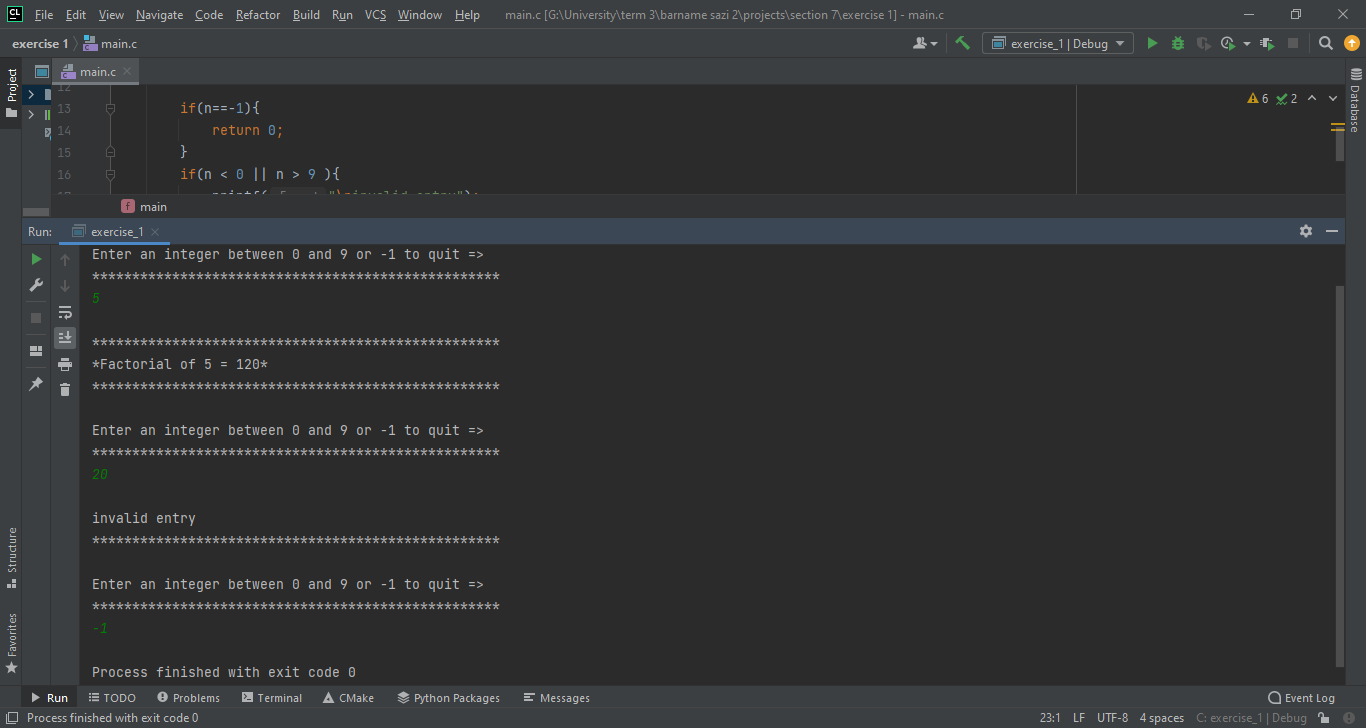 CL File Edit View Navigate Code Refactor Build Run VCS Window Help main.c [G:\University\term 3\barname sazi 2\projects\section 7\exercise 1] - main.c
exercise 1 main.c exercise_1 | Debug
Project main.c
12
13 if(n==-1){ 6 2
14 return 0;
15 }
16 if(n < 0 || n > 9 ){
Database
f main
Run: exercise_1
Enter an integer between 0 and 9 or -1 to quit =>
***************************************************
5
***************************************************
*Factorial of 5 = 120*
***************************************************
Enter an integer between 0 and 9 or -1 to quit =>
***************************************************
20
invalid entry
***************************************************
Enter an integer between 0 and 9 or -1 to quit =>
***************************************************
-1
Process finished with exit code 0
Structure
Favorites
Run TODO Problems Terminal CMake Python Packages Messages Event Log
Process finished with exit code 0 23:1 LF UTF-8 4 spaces C: exercise_1 | Debug